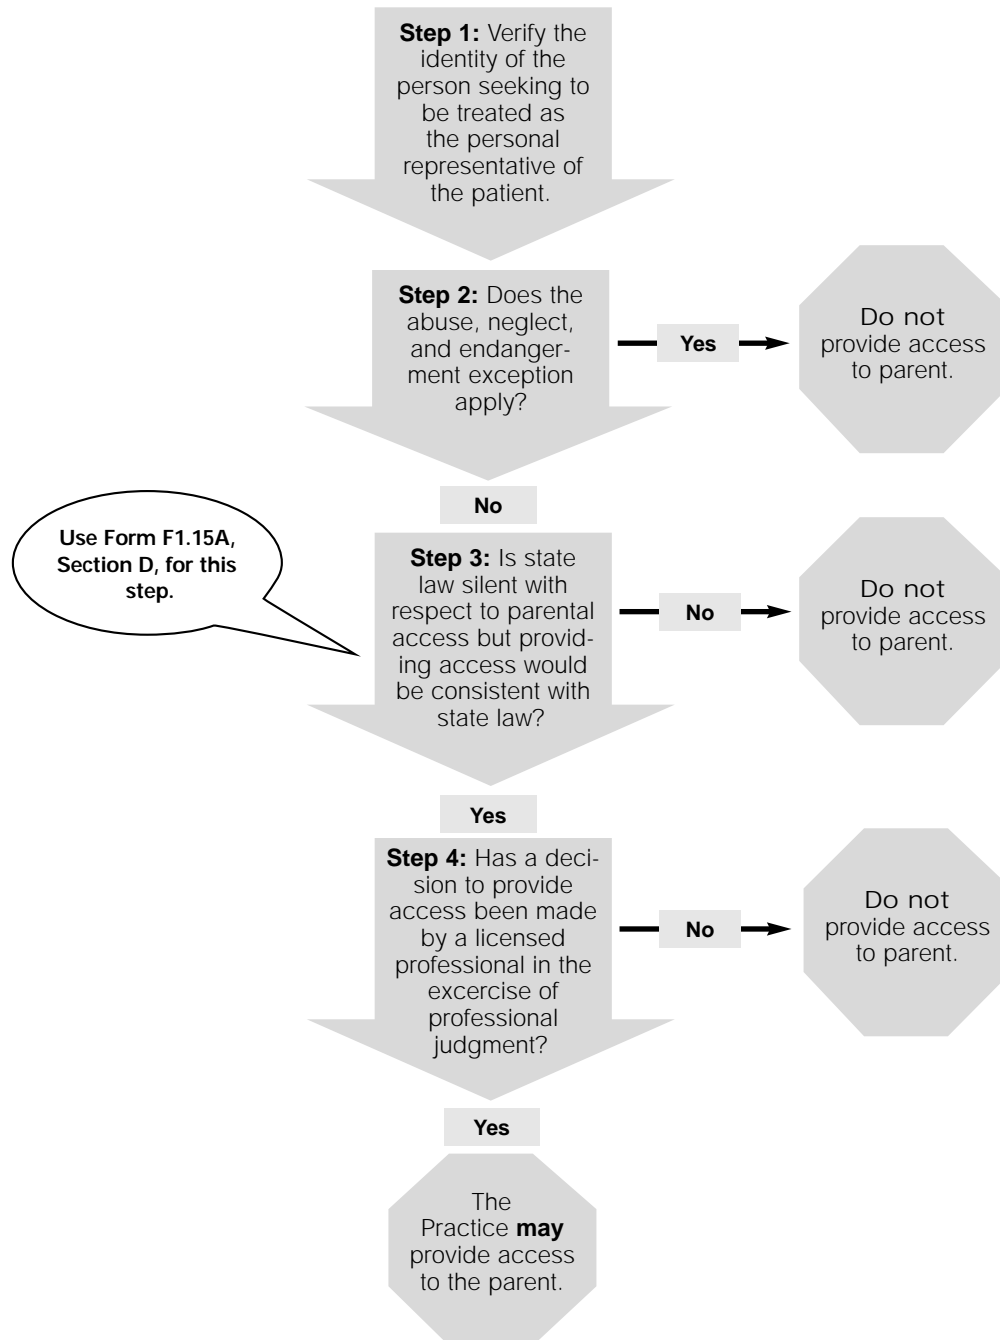 Step 1: Verify the
identity of the
person seeking to
be treated as
the personal
representative of
the patient.
Step 2: Does the
abuse, neglect,
and endanger-
ment exception
apply?
Yes
Do not
provide access
to parent.
No
Use Form F1.15A,
Section D, for this
step.
Step 3: Is state
law silent with
respect to parental
access but provid-
ing access would
be consistent with
state law?
No
Do not
provide access
to parent.
Yes
Step 4: Has a deci-
sion to provide
access been made
by a licensed
professional in the
excercise of
professional
judgment?
No
Do not
provide access
to parent.
Yes
The
Practice may
provide access
to the parent.